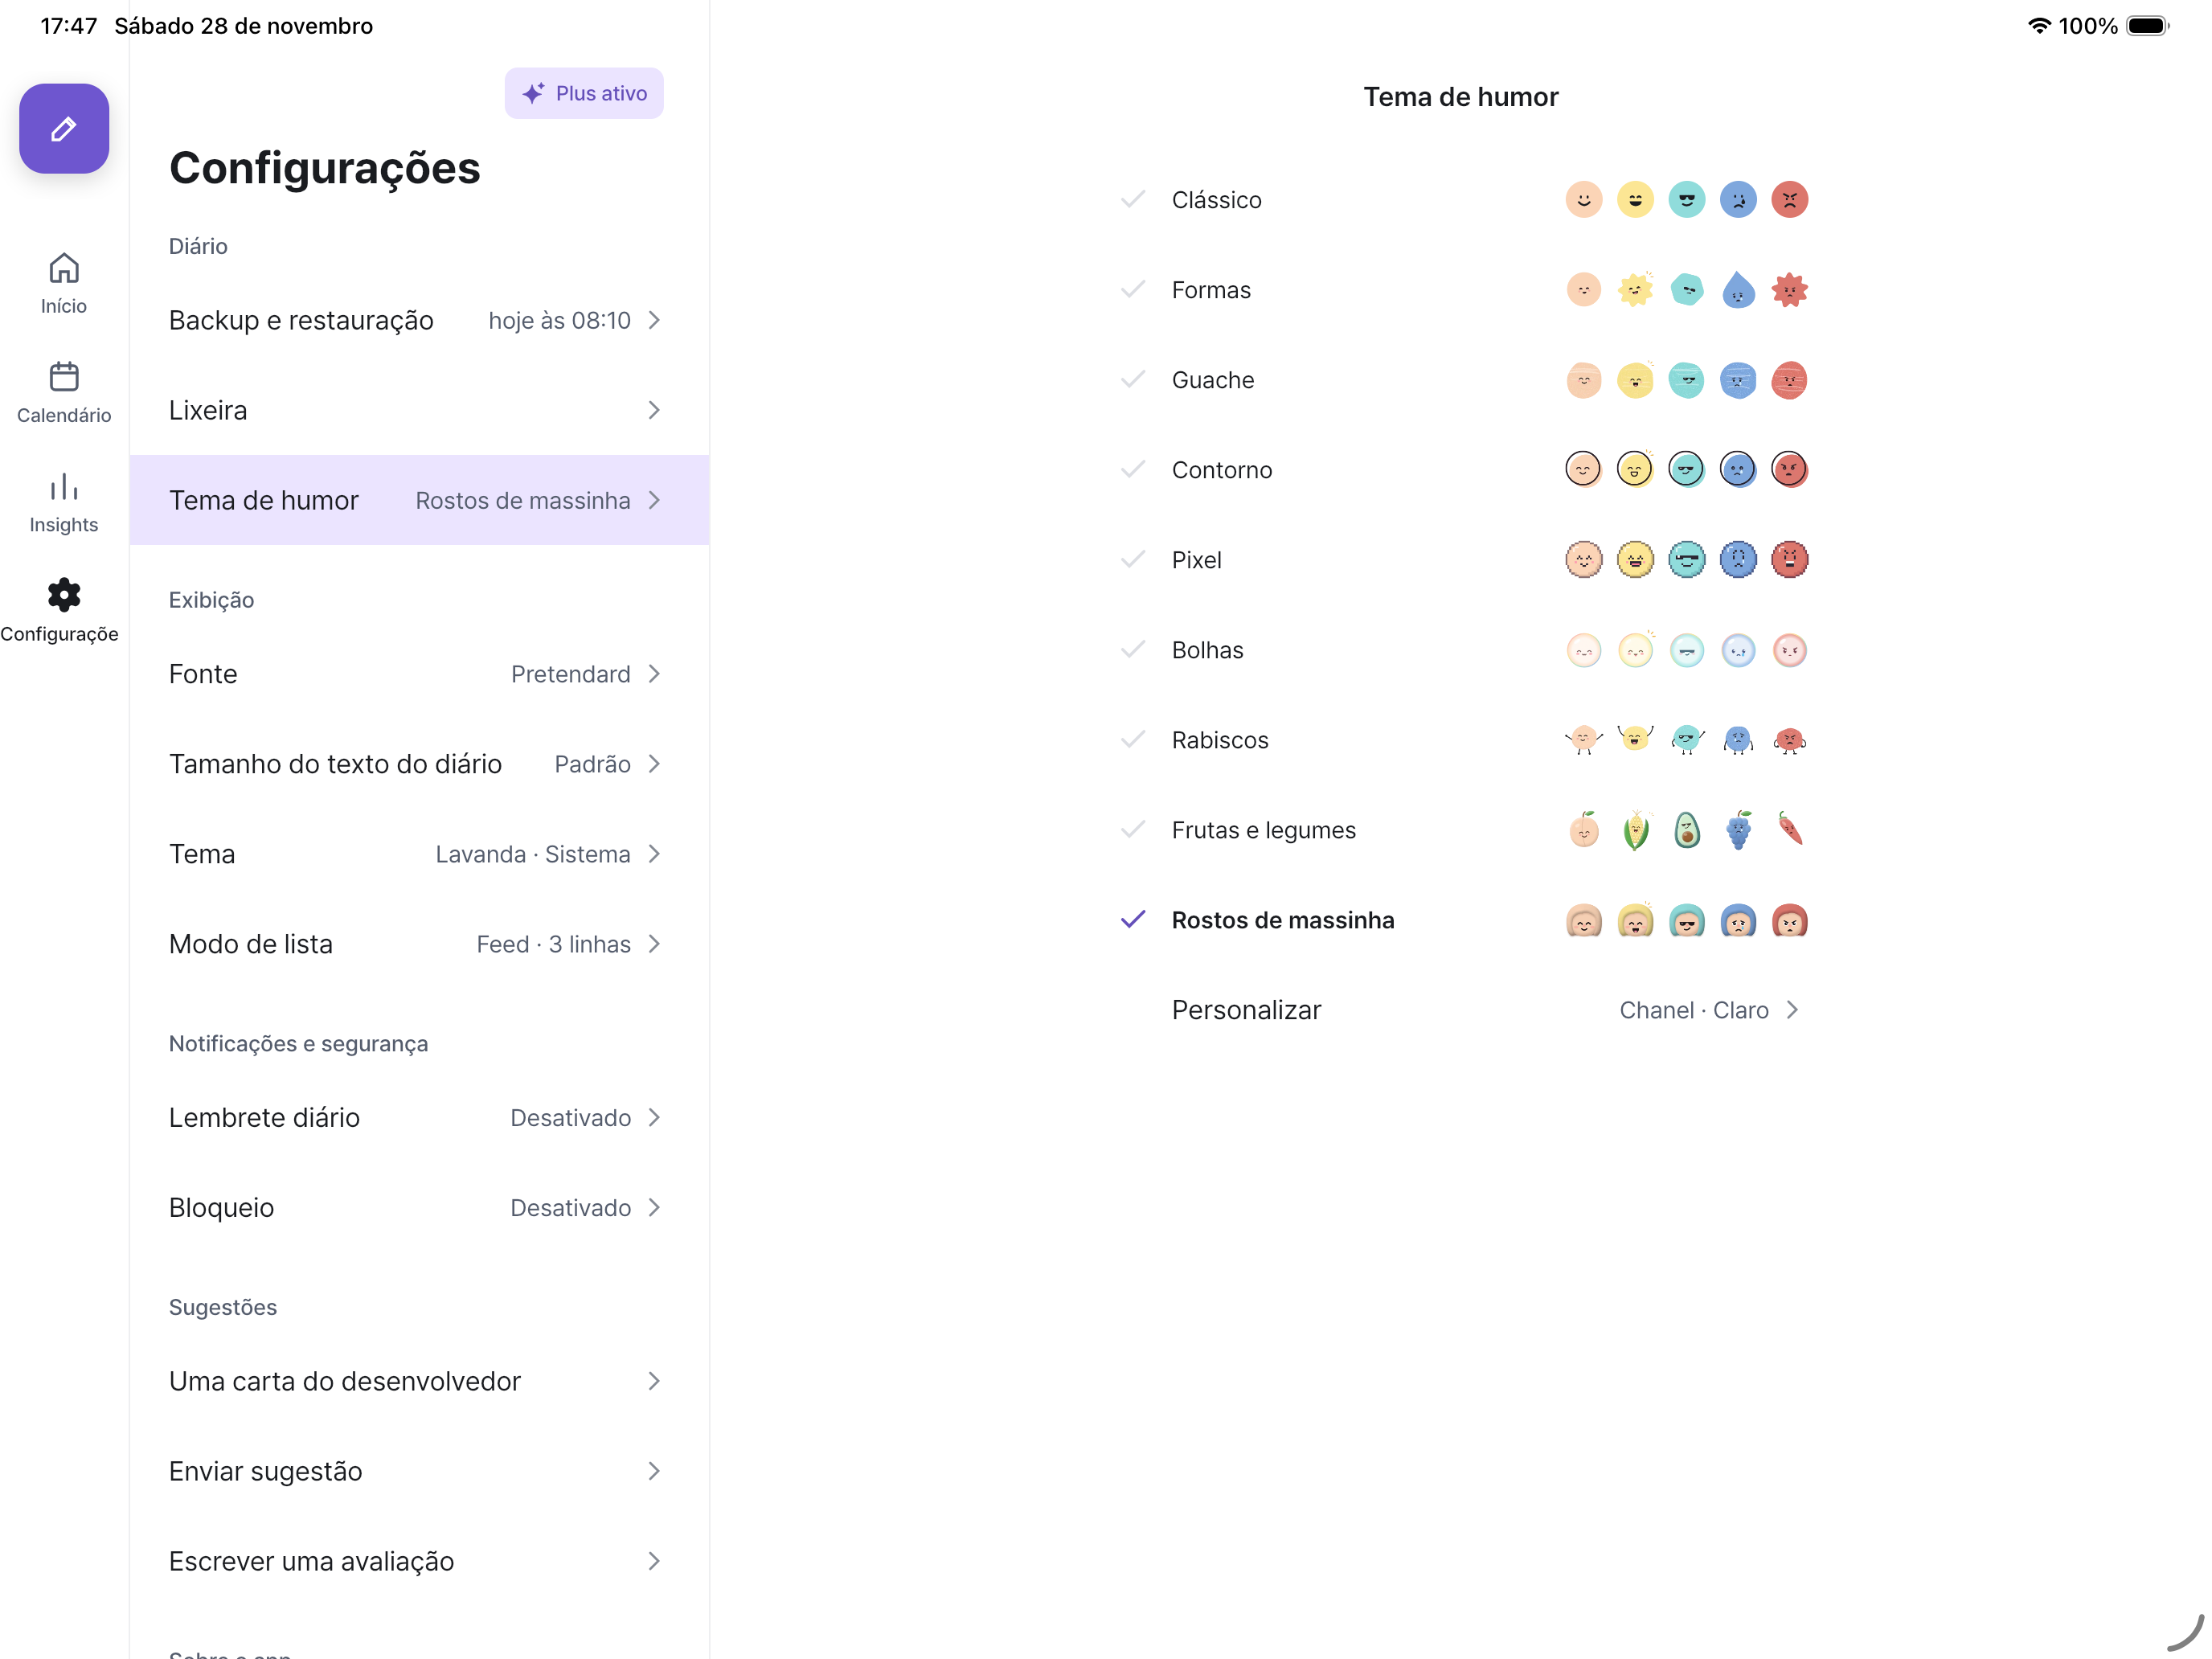 17:47 Sábado 28 de novembro
100%
Plus ativo
Configurações
Início
Calendário
Insights
Configuraçõe
Diário
Backup e restauração hoje às 08:10
Lixeira
Tema de humor Rostos de massinha
Exibição
Fonte Pretendard
Tamanho do texto do diário Padrão
Tema Lavanda · Sistema
Modo de lista Feed · 3 linhas
Notificações e segurança
Lembrete diário Desativado
Bloqueio Desativado
Sugestões
Uma carta do desenvolvedor
Enviar sugestão
Escrever uma avaliação
Tema de humor
Clássico
Formas
Guache
Contorno
Pixel
Bolhas
Rabiscos
Frutas e legumes
Rostos de massinha
Personalizar Chanel · Claro